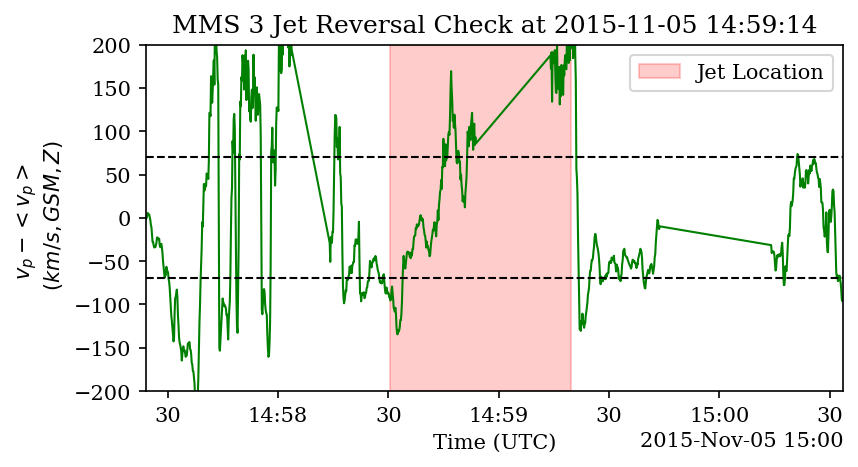 MMS 3 Jet Reversal Check at 2015-11-05 14:59:14
200
150
100
50
0
−50
−100
−150
−200
v_p − < v_p >
(km/s, GSM, Z)
Jet Location
30 14:58 30 14:59 30 15:00 30
Time (UTC)
2015-Nov-05 15:00